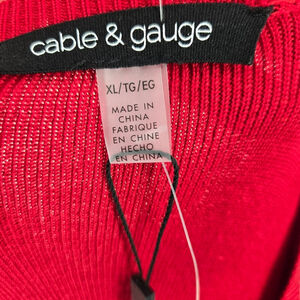 cable & gauge
XL/TG/EG
MADE IN
CHINA
FABRIQUE
EN CHINE
HECHO
EN CHINA